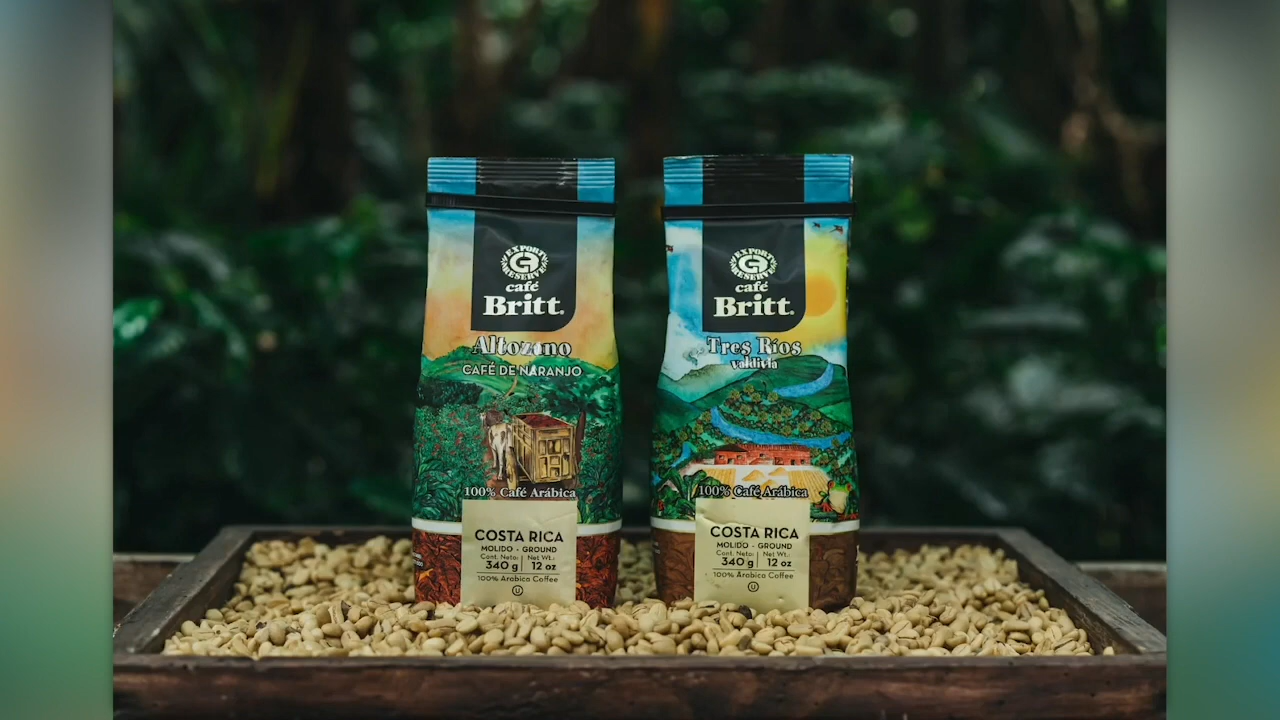 EXPORT
RESERVE
café
Britt®
Altozano
CAFÉ DE NARANJO
100% Café Arábica
COSTA RICA
MOLIDO - GROUND
Cont. Neto: | Net Wt.:
340 g | 12 oz
100% Arabica Coffee
U
EXPORT
RESERVE
café
Britt®
Tres Ríos
valdivia
100% Café Arábica
COSTA RICA
MOLIDO - GROUND
Cont. Neto: | Net Wt.:
340 g | 12 oz
100% Arabica Coffee
U